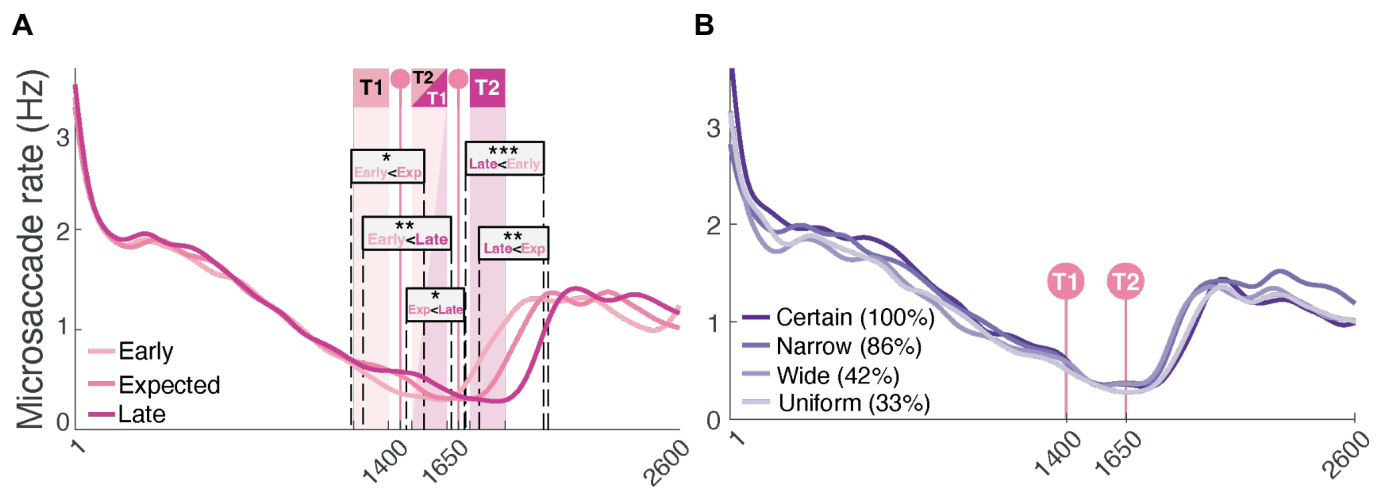 A
Microsaccade rate (Hz)
3
2
1
0
T1
T2
T1
T2
*
Early<Exp
***
Late<Early
**
Early<Late
**
Late<Exp
*
Exp<Late
Early
Expected
Late
1
1400
1650
2600
B
3
2
1
0
T1
T2
Certain (100%)
Narrow (86%)
Wide (42%)
Uniform (33%)
1
1400
1650
2600